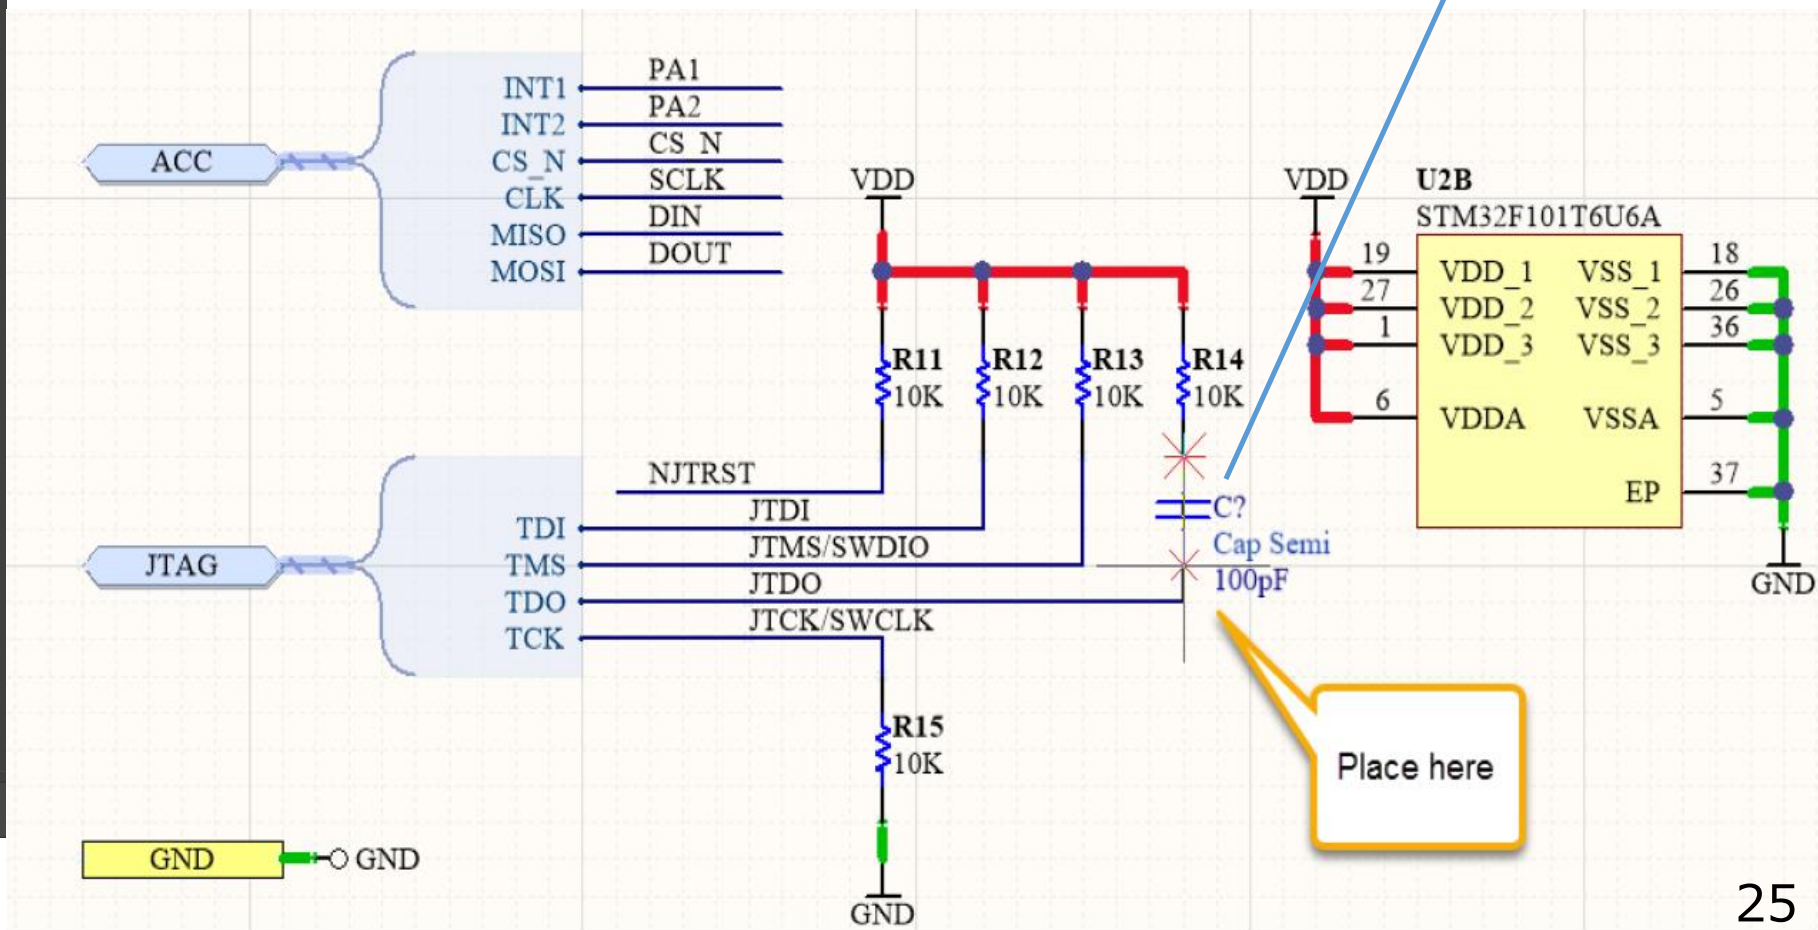 ACC
INT1
INT2
CS_N
CLK
MISO
MOSI
PA1
PA2
CS_N
SCLK
DIN
DOUT
VDD
R11
10K
R12
10K
R13
10K
R14
10K
VDD
U2B
STM32F101T6U6A
19
27
1
6
VDD_1
VDD_2
VDD_3
VDDA
VSS_1
VSS_2
VSS_3
VSSA
EP
18
26
36
5
37
GND
JTAG
TDI
TMS
TDO
TCK
NJTRST
JTDI
JTMS/SWDIO
JTDO
JTCK/SWCLK
C?
Cap Semi
100pF
R15
10K
GND
Place here
GND
GND
25